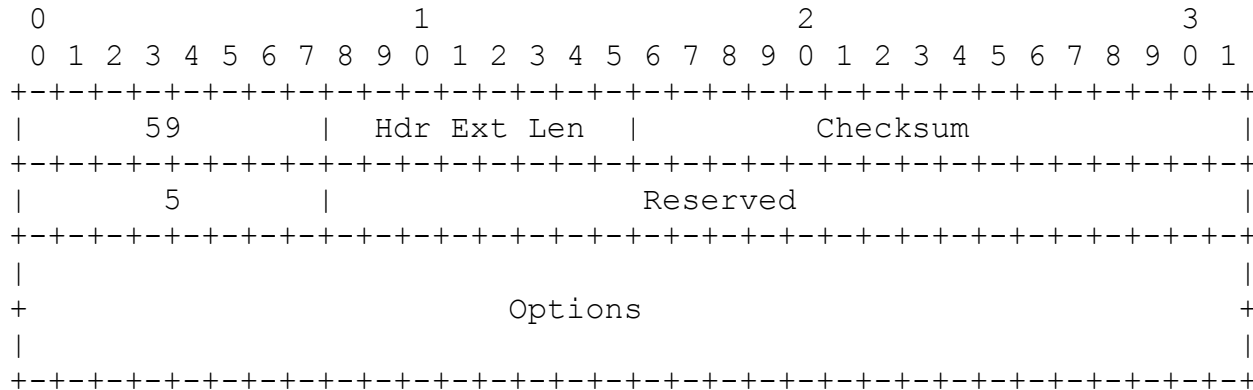 0                   1                   2                   3
 0 1 2 3 4 5 6 7 8 9 0 1 2 3 4 5 6 7 8 9 0 1 2 3 4 5 6 7 8 9 0 1
+-+-+-+-+-+-+-+-+-+-+-+-+-+-+-+-+-+-+-+-+-+-+-+-+-+-+-+-+-+-+-+-+
|      59       |  Hdr Ext Len  |         Checksum              |
+-+-+-+-+-+-+-+-+-+-+-+-+-+-+-+-+-+-+-+-+-+-+-+-+-+-+-+-+-+-+-+-+
|       5       |                Reserved                       |
+-+-+-+-+-+-+-+-+-+-+-+-+-+-+-+-+-+-+-+-+-+-+-+-+-+-+-+-+-+-+-+-+
|                                                               |
+                         Options                               +
|                                                               |
+-+-+-+-+-+-+-+-+-+-+-+-+-+-+-+-+-+-+-+-+-+-+-+-+-+-+-+-+-+-+-+-+